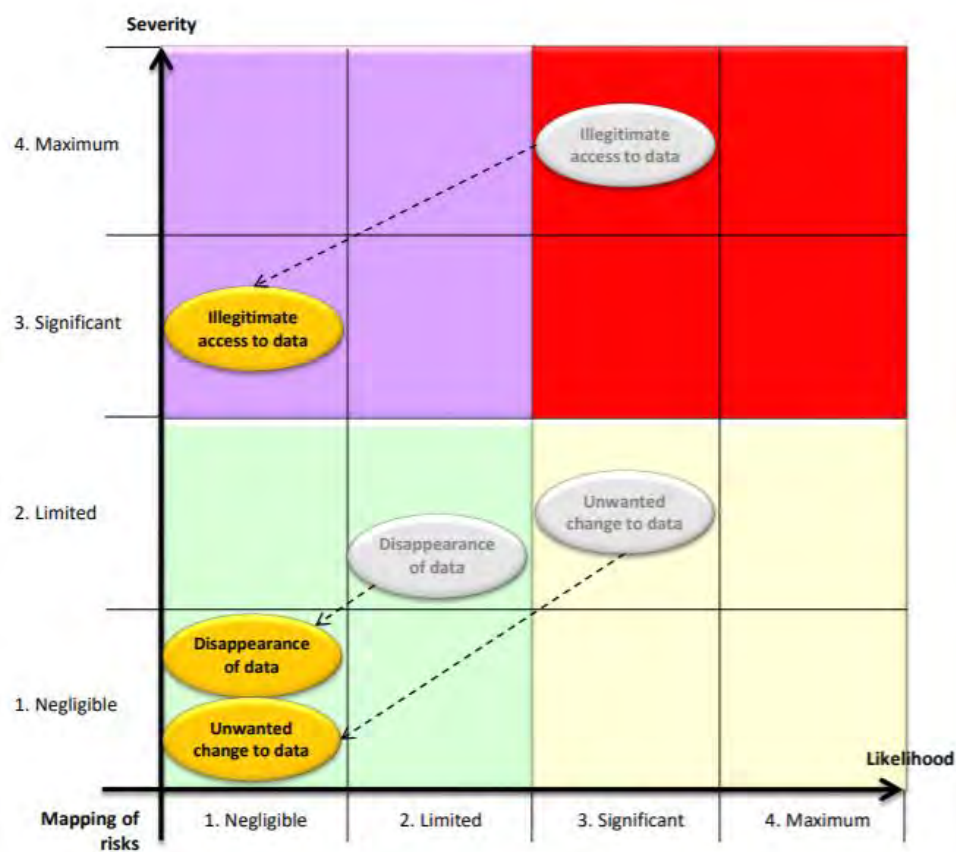 Severity
4. Maximum
Illegitimate
access to data
3. Significant
Illegitimate
access to data
2. Limited
Unwanted
change to data
Disappearance
of data
Disappearance
of data
1. Negligible
Unwanted
change to data
Likelihood
Mapping of
risks
1. Negligible
2. Limited
3. Significant
4. Maximum